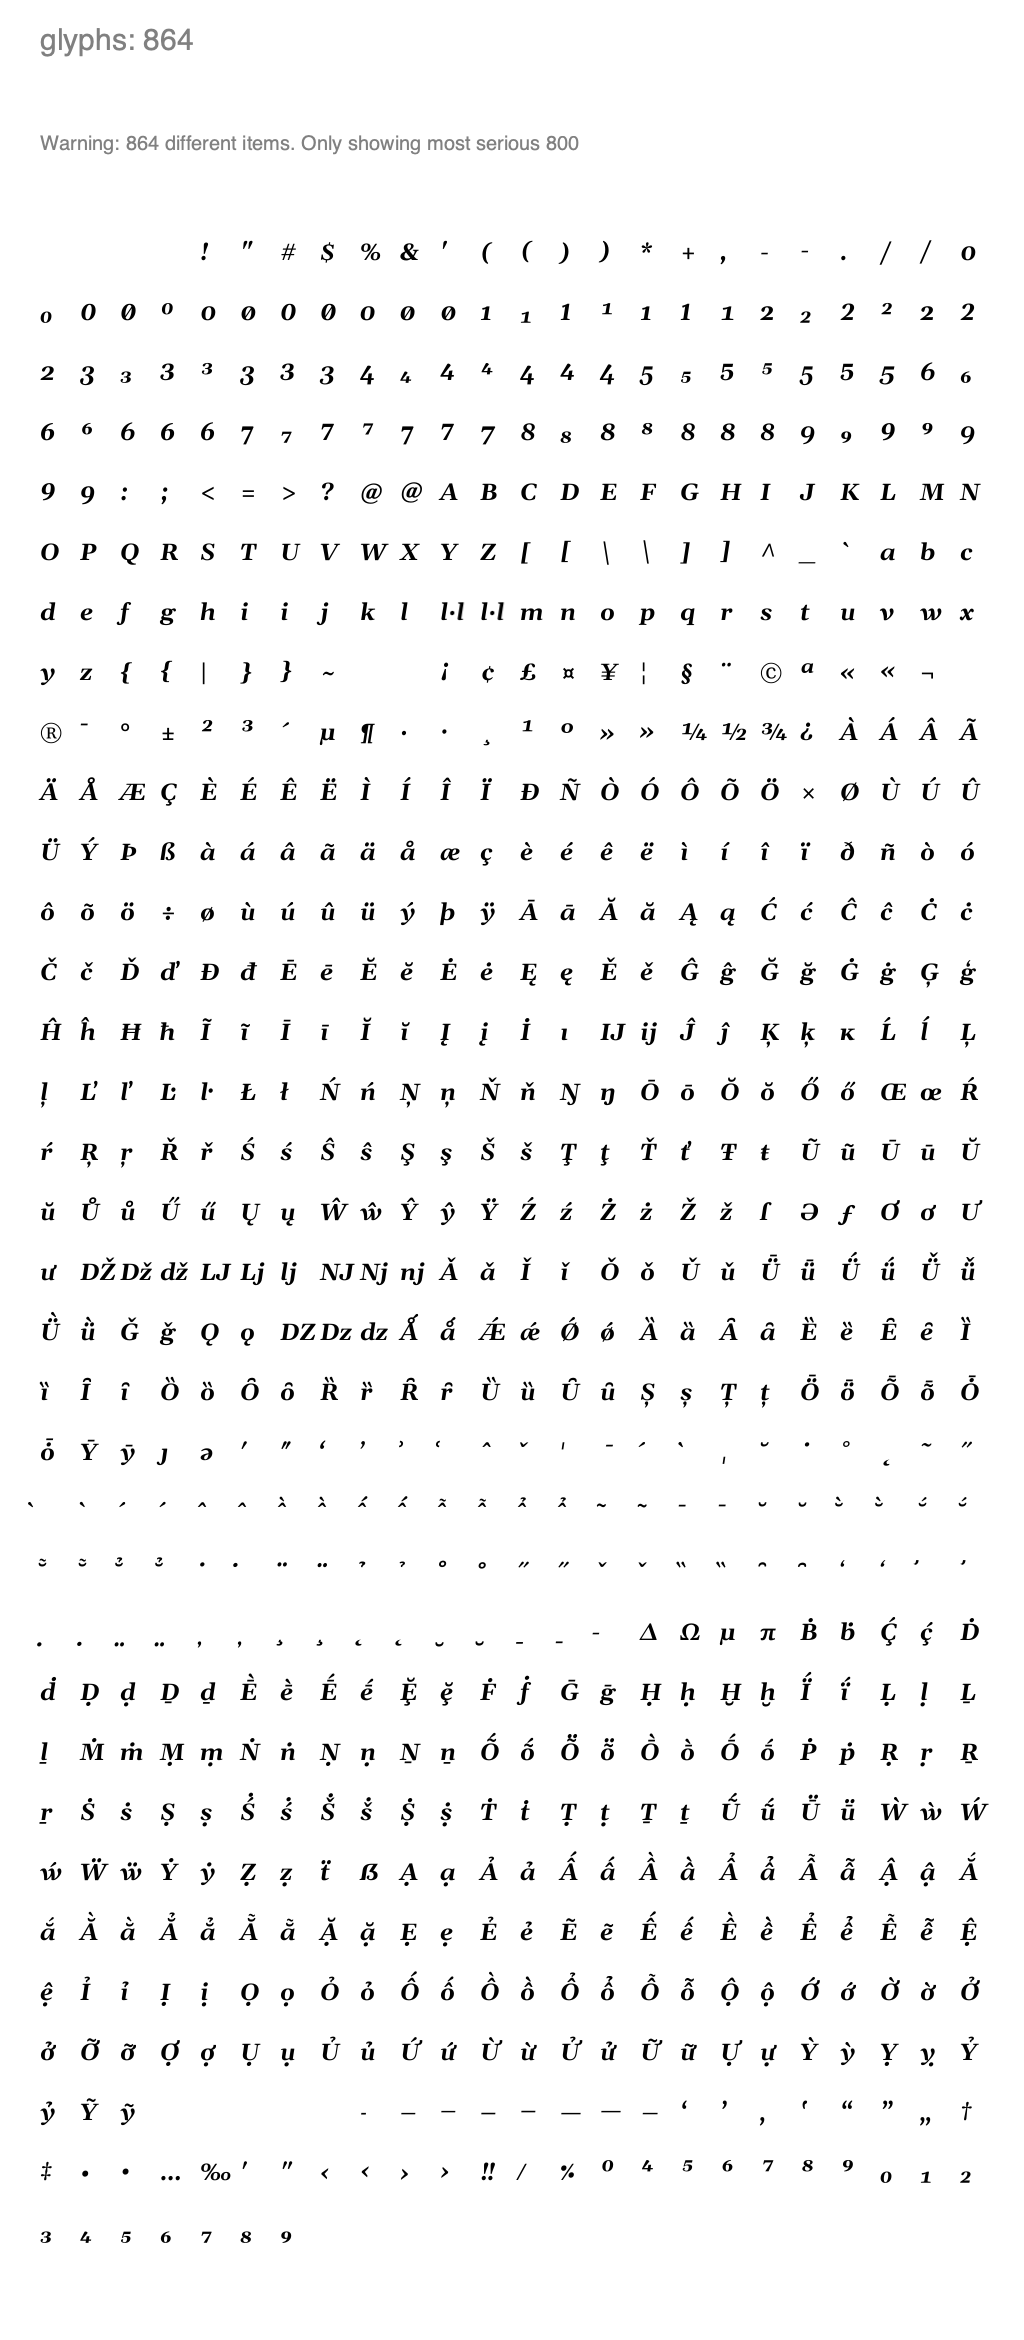 glyphs: 864
Warning: 864 different items. Only showing most serious 800
! " # $ % & ' ( ( ) ) * + , - - . / / 0
₀ 0 0 ⁰ 0 0 0 0 0 0 0 1 ₁ 1 ¹ 1 1 1 2 ₂ 2 ² 2 2
2 3 ₃ 3 ³ 3 3 3 4 ₄ 4 ⁴ 4 4 4 5 ₅ 5 ⁵ 5 5 5 6 ₆
6 ⁶ 6 6 6 7 ₇ 7 ⁷ 7 7 7 8 ₈ 8 ⁸ 8 8 8 9 ₉ 9 ⁹ 9
9 9 : ; < = > ? @ @ A B C D E F G H I J K L M N
O P Q R S T U V W X Y Z [ [ \ \ ] ] ^ _ ` a b c
d e f g h i i j k l l·l l·l m n o p q r s t u v w x
y z { { | } } ~ ¡ ¢ £ ¤ ¥ ¦ § ¨ © ª « « ¬
® ¯ ° ± ² ³ ´ µ ¶ · · ¸ ¹ º » » ¼ ½ ¾ ¿ À Á Â Ã
Ä Å Æ Ç È É Ê Ë Ì Í Î Ï Ð Ñ Ò Ó Ô Õ Ö × Ø Ù Ú Û
Ü Ý Þ ß à á â ã ä å æ ç è é ê ë ì í î ï ð ñ ò ó
ô õ ö ÷ ø ù ú û ü ý þ ÿ Ā ā Ă ă Ą ą Ć ć Ĉ ĉ Ċ ċ
Č č Ď ď Đ đ Ē ē Ĕ ĕ Ė ė Ę ę Ě ě Ĝ ĝ Ğ ğ Ġ ġ Ģ ģ
Ĥ ĥ Ħ ħ Ĩ ĩ Ī ī Ĭ ĭ Į į İ ı IJ ij Ĵ ĵ Ķ ķ ĸ Ĺ ĺ Ļ
ļ Ľ ľ Ŀ ŀ Ł ł Ń ń Ņ ņ Ň ň Ŋ ŋ Ō ō Ŏ ŏ Ő ő Œ œ Ŕ
ŕ Ŗ ŗ Ř ř Ś ś Ŝ ŝ Ş ş Š š Ţ ţ Ť ť Ŧ ŧ Ũ ũ Ū ū Ŭ
ŭ Ů ů Ű ű Ų ų Ŵ ŵ Ŷ ŷ Ÿ Ź ź Ż ż Ž ž ſ Ə ƒ Ơ ơ Ư
ư DŽ Dž dž LJ Lj lj NJ Nj nj Ǎ ǎ Ǐ ǐ Ǒ ǒ Ǔ ǔ Ǖ ǖ Ǘ ǘ Ǚ ǚ
Ǜ ǜ Ǧ ǧ Ǫ ǫ DZ Dz dz Ǻ ǻ Ǽ ǽ Ǿ ǿ Ȁ ȁ Ȃ ȃ Ȅ ȅ Ȇ ȇ Ȉ
ȉ Ȋ ȋ Ȍ ȍ Ȏ ȏ Ȑ ȑ Ȓ ȓ Ȕ ȕ Ȗ ȗ Ș ș Ț ț Ȫ ȫ Ȭ ȭ Ȱ
ȱ Ȳ ȳ ȷ ə ʹ ʺ ʻ ʼ ʾ ʿ ˆ ˇ ˈ ˉ ˊ ˋ ˌ ˘ ˙ ˚ ˛ ˜ ˝
Δ Ω μ π Ḃ ḃ Ḉ ḉ Ḋ
ḋ Ḍ ḍ Ḏ ḏ Ḕ ḕ Ḗ ḗ Ḝ ḝ Ḟ ḟ Ḡ ḡ Ḥ ḥ Ḫ ḫ Ḯ ḯ Ḷ ḷ Ḻ
ḻ Ṁ ṁ Ṃ ṃ Ṅ ṅ Ṇ ṇ Ṉ ṉ Ṍ ṍ Ṏ ṏ Ṑ ṑ Ṓ ṓ Ṗ ṗ Ṛ ṛ Ṟ
ṟ Ṡ ṡ Ṣ ṣ Ṥ ṥ Ṧ ṧ Ṩ ṩ Ṫ ṫ Ṭ ṭ Ṯ ṯ Ṹ ṹ Ṻ ṻ Ẁ ẁ Ẃ
ẃ Ẅ ẅ Ẏ ẏ Ẓ ẓ ẗ ẞ Ạ ạ Ả ả Ấ ấ Ầ ầ Ẩ ẩ Ẫ ẫ Ậ ậ Ắ
ắ Ằ ằ Ẳ ẳ Ẵ ẵ Ặ ặ Ẹ ẹ Ẻ ẻ Ẽ ẽ Ế ế Ề ề Ể ể Ễ ễ Ệ
ệ Ỉ ỉ Ị ị Ọ ọ Ỏ ỏ Ố ố Ồ ồ Ổ ổ Ỗ ỗ Ộ ộ Ớ ớ Ờ ờ Ở
ở Ỡ ỡ Ợ ợ Ụ ụ Ủ ủ Ứ ứ Ừ ừ Ử ử Ữ ữ Ự ự Ỳ ỳ Ỵ ỵ Ỷ
ỷ Ỹ ỹ - – – – – — — ― ‘ ’ ‚ ‛ “ ” „ †
‡ • • … ‰ ′ ″ ‹ ‹ › › ‼ ⁄ ⁒ ⁰ ⁴ ⁵ ⁶ ⁷ ⁸ ⁹ ₀ ₁ ₂
₃ ₄ ₅ ₆ ₇ ₈ ₉